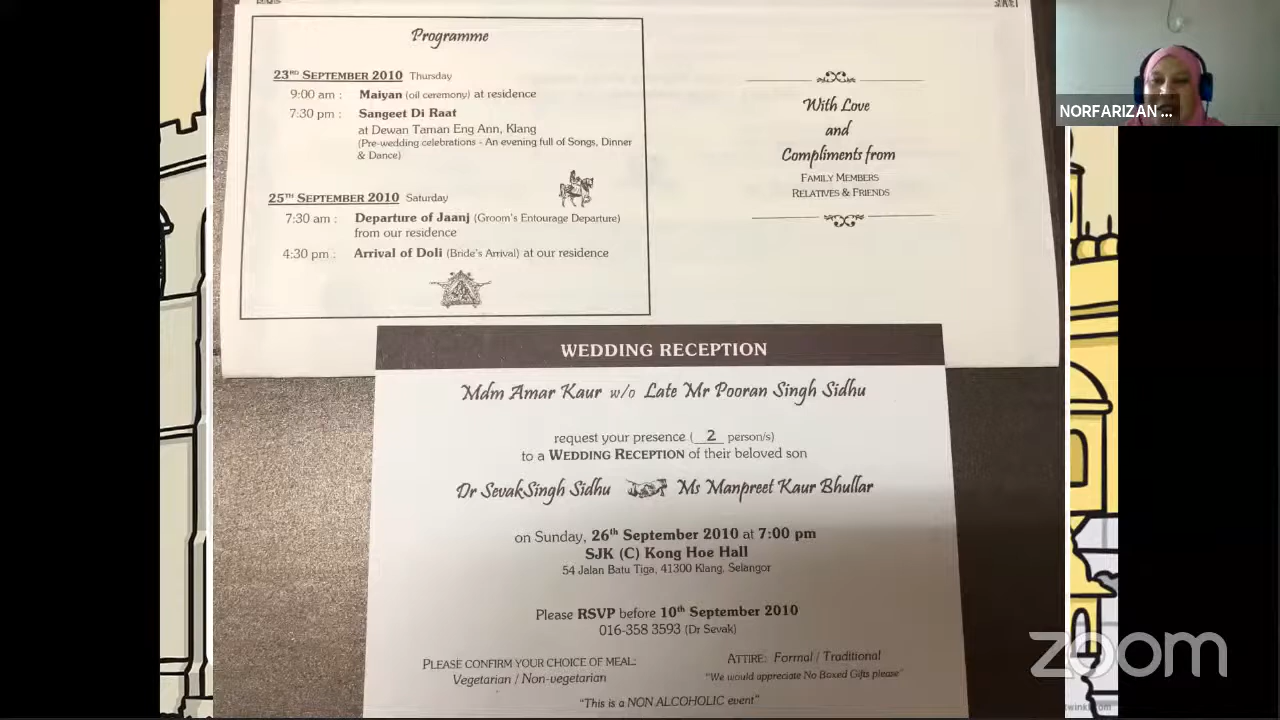 Programme
23RD SEPTEMBER 2010 Thursday
9:00 am : Maiyan (oil ceremony) at residence
7:30 pm : Sangeet Di Raat
at Dewan Taman Eng Ann, Klang
(Pre-wedding celebrations - An evening full of Songs, Dinner
& Dance)
25TH SEPTEMBER 2010 Saturday
7:30 am : Departure of Jaanj (Groom's Entourage Departure)
from our residence
4:30 pm : Arrival of Doli (Bride's Arrival) at our residence
With Love
and
Compliments from
FAMILY MEMBERS
RELATIVES & FRIENDS
WEDDING RECEPTION
Mdm Amar Kaur w/o Late Mr Pooran Singh Sidhu
request your presence ( 2 person/s)
to a WEDDING RECEPTION of their beloved son
Dr SevakSingh Sidhu Ms Manpreet Kaur Bhullar
on Sunday, 26th September 2010 at 7:00 pm
SJK (C) Kong Hoe Hall
54 Jalan Batu Tiga, 41300 Klang, Selangor
Please RSVP before 10th September 2010
016-358 3593 (Dr Sevak)
PLEASE CONFIRM YOUR CHOICE OF MEAL:
Vegetarian / Non-vegetarian
ATTIRE: Formal / Traditional
"We would appreciate No Boxed Gifts please"
"This is a NON ALCOHOLIC event"
NORFARIZAN ...
zoom